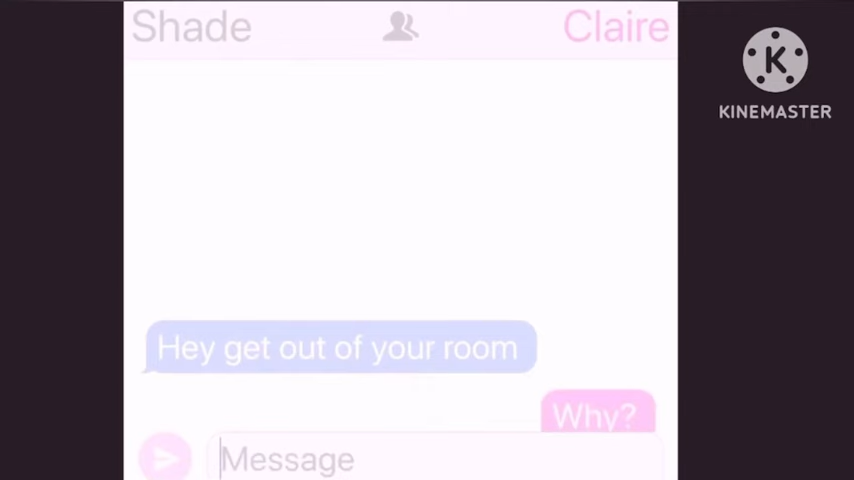 Shade
Claire
KINEMASTER
Hey get out of your room
Why?
Message